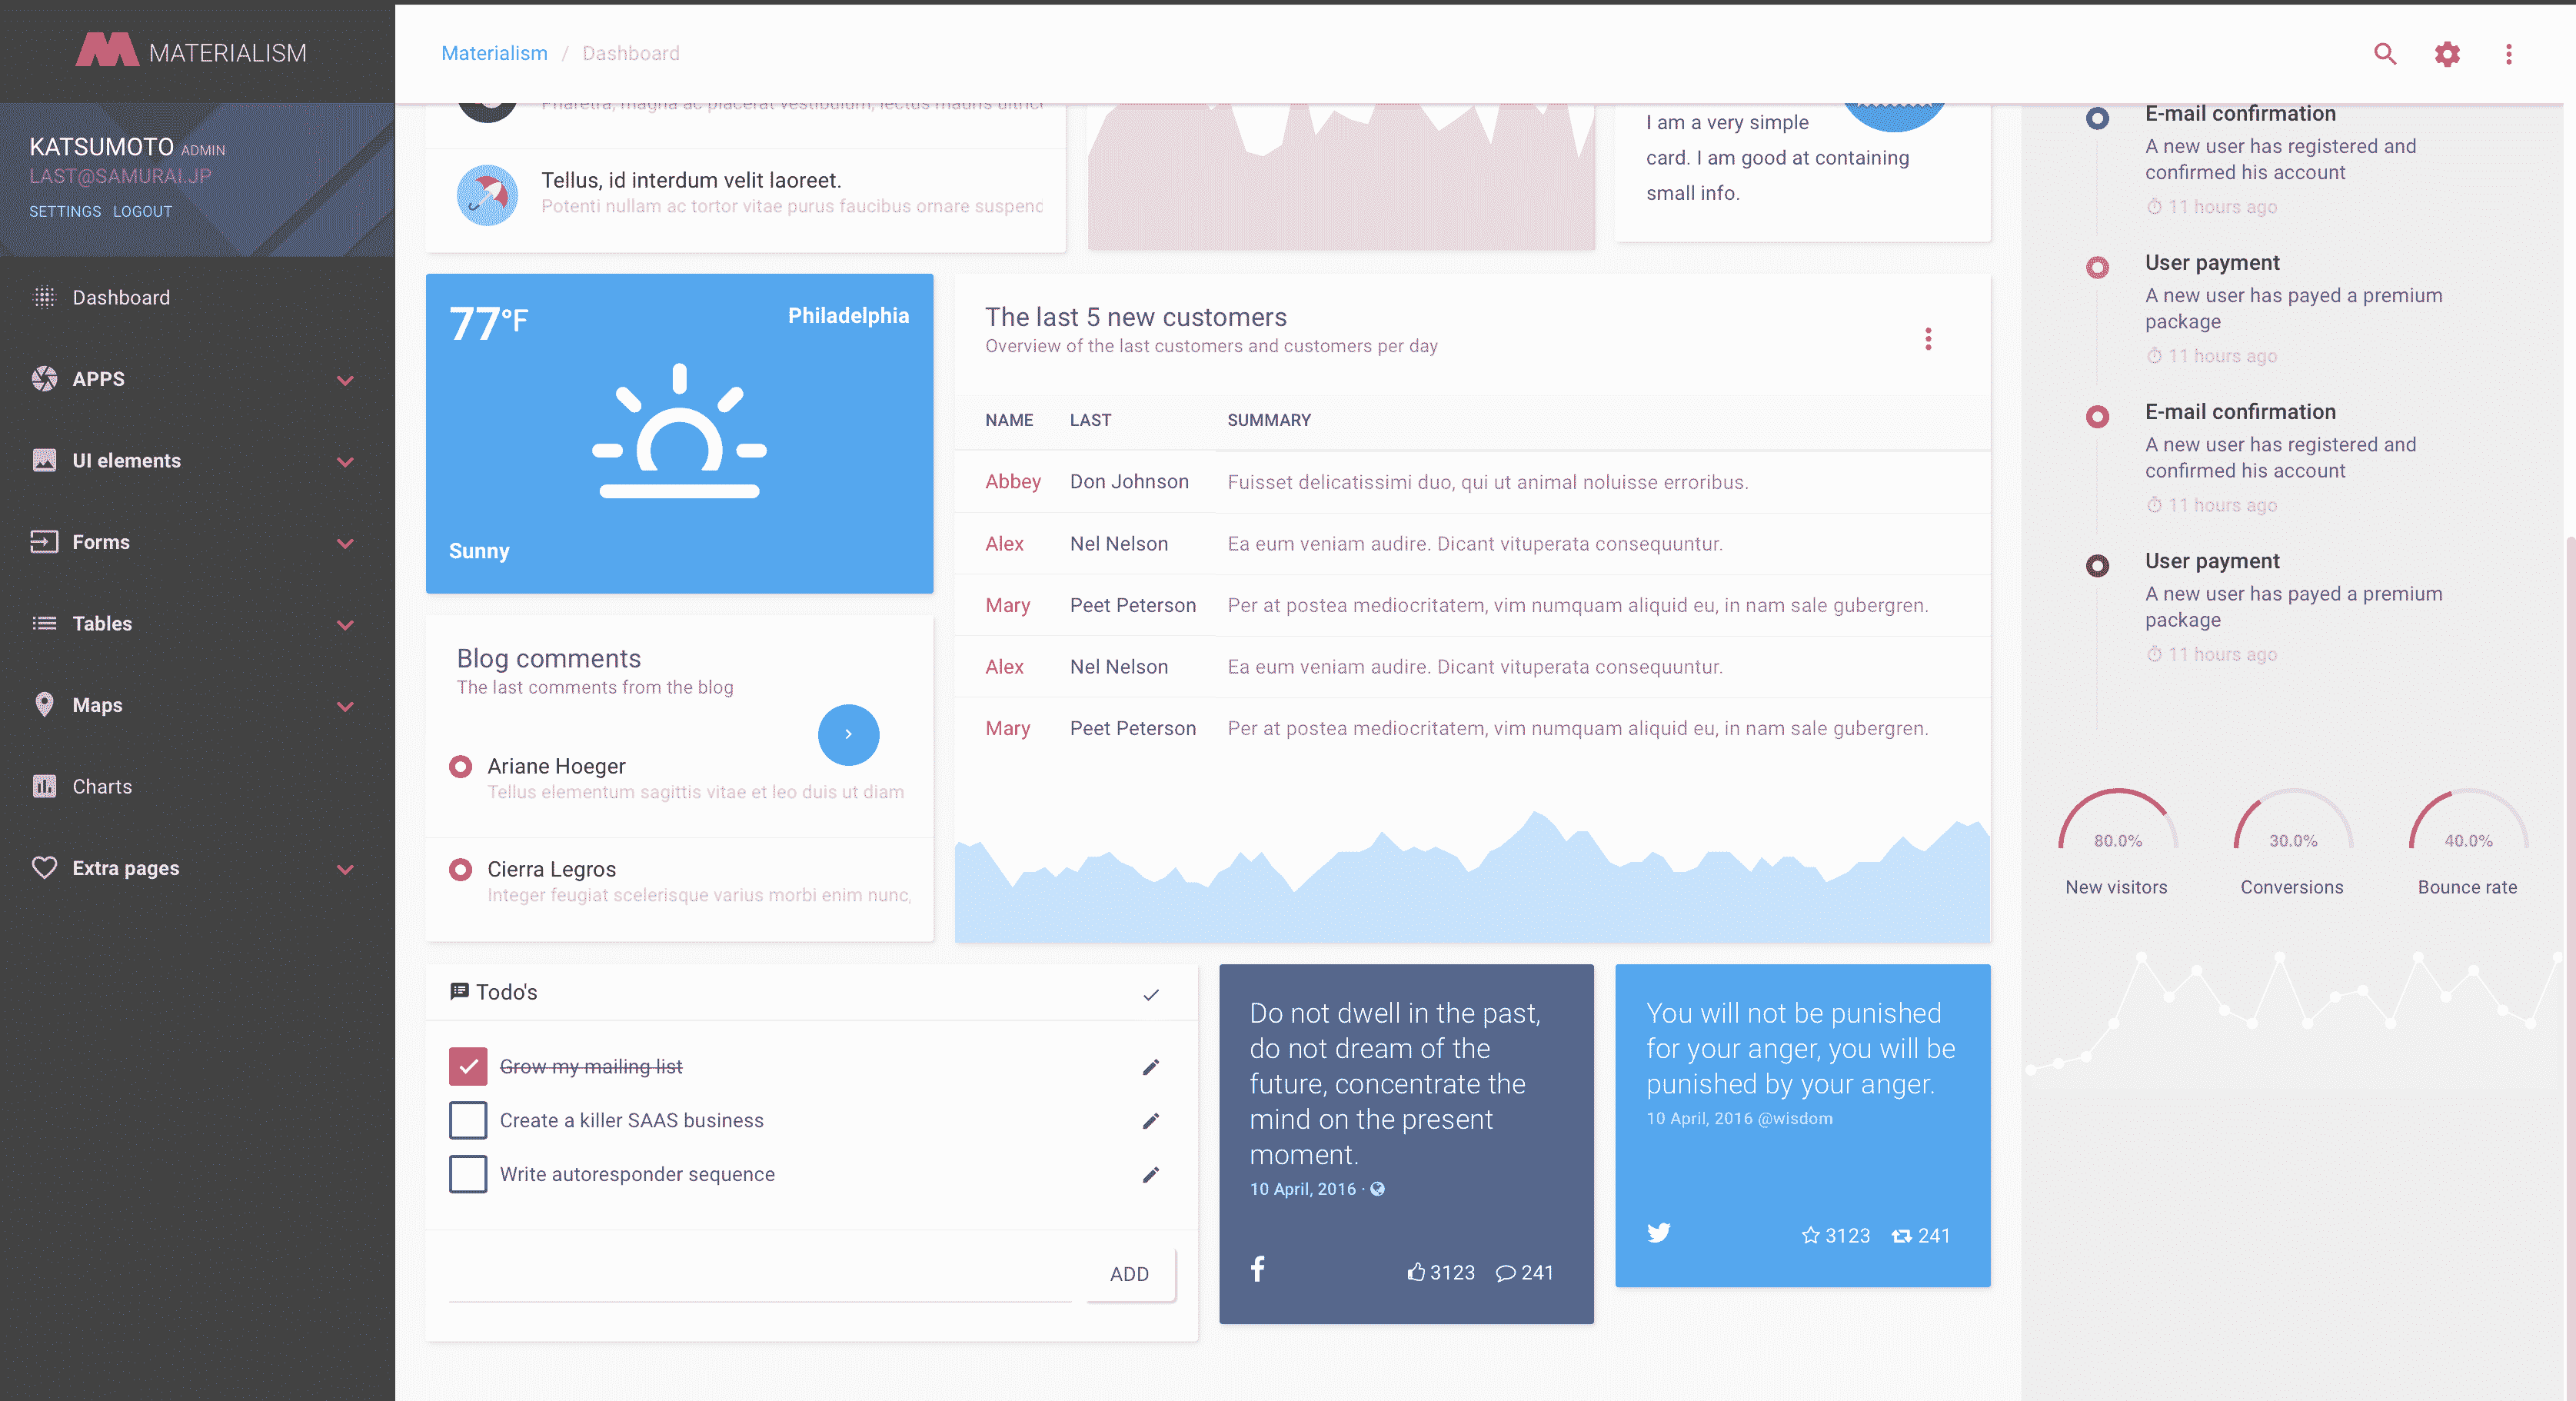 MATERIALISM
Materialism / Dashboard
KATSUMOTO ADMIN
LAST@SAMURAI.JP
SETTINGS LOGOUT
Dashboard
APPS
UI elements
Forms
Tables
Maps
Charts
Extra pages
Pharetra, magna ac placerat vestibulum, lectus mauris ultric
Tellus, id interdum velit laoreet.
Potenti nullam ac tortor vitae purus faucibus ornare suspend
I am a very simple
card. I am good at containing
small info.
77°F
Philadelphia
Sunny
The last 5 new customers
Overview of the last customers and customers per day
NAME LAST SUMMARY
Abbey Don Johnson Fuisset delicatissimi duo, qui ut animal noluisse erroribus.
Alex Nel Nelson Ea eum veniam audire. Dicant vituperata consequuntur.
Mary Peet Peterson Per at postea mediocritatem, vim numquam aliquid eu, in nam sale gubergren.
Alex Nel Nelson Ea eum veniam audire. Dicant vituperata consequuntur.
Mary Peet Peterson Per at postea mediocritatem, vim numquam aliquid eu, in nam sale gubergren.
Blog comments
The last comments from the blog
Ariane Hoeger
Tellus elementum sagittis vitae et leo duis ut diam
Cierra Legros
Integer feugiat scelerisque varius morbi enim nunc,
Todo's
Grow my mailing list
Create a killer SAAS business
Write autoresponder sequence
ADD
Do not dwell in the past,
do not dream of the
future, concentrate the
mind on the present
moment.
10 April, 2016 ·
3123 241
You will not be punished
for your anger, you will be
punished by your anger.
10 April, 2016 @wisdom
3123 241
E-mail confirmation
A new user has registered and
confirmed his account
11 hours ago
User payment
A new user has payed a premium
package
11 hours ago
E-mail confirmation
A new user has registered and
confirmed his account
11 hours ago
User payment
A new user has payed a premium
package
11 hours ago
80.0% 30.0% 40.0%
New visitors Conversions Bounce rate